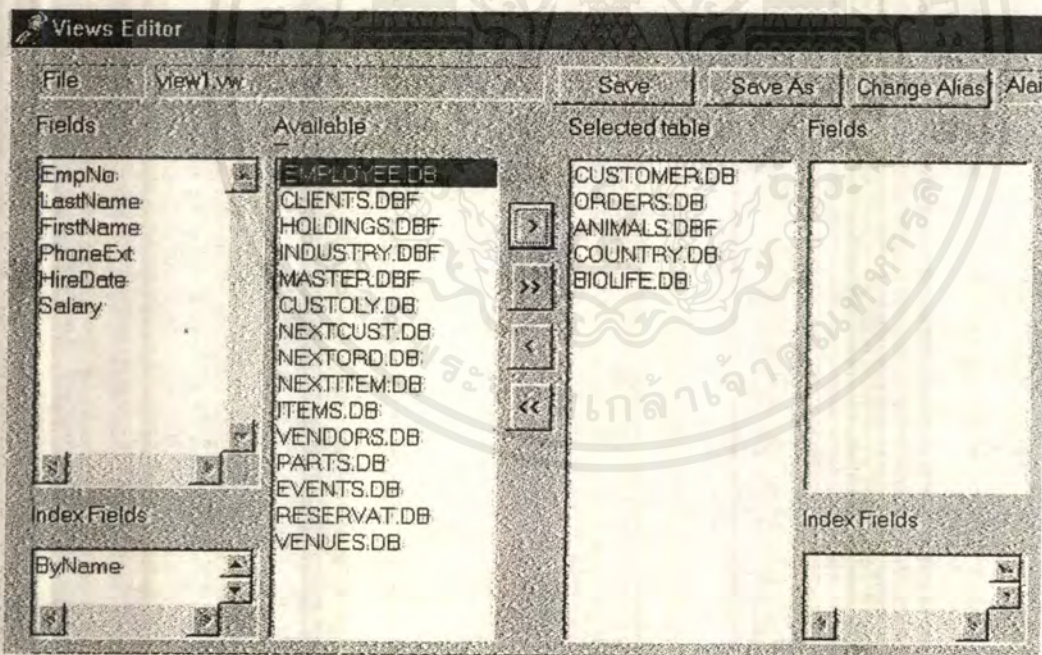 Views Editor
File view1.vw Save Save As Change Alias Alai
Fields Available Selected table Fields
EmpNo
LastName
FirstName
PhoneExt
HireDate
Salary
EMPLOYEE.DB
CLIENTS.DBF
HOLDINGS.DBF
INDUSTRY.DBF
MASTER.DBF
CUSTOLY.DB
NEXTCUST.DB
NEXTORD.DB
NEXTITEM.DB
ITEMS.DB
VENDORS.DB
PARTS.DB
EVENTS.DB
RESERVAT.DB
VENUES.DB
>
>>
<
<<
CUSTOMER.DB
ORDERS.DB
ANIMALS.DBF
COUNTRY.DB
BIOLIFE.DB
Index Fields
ByName
Index Fields